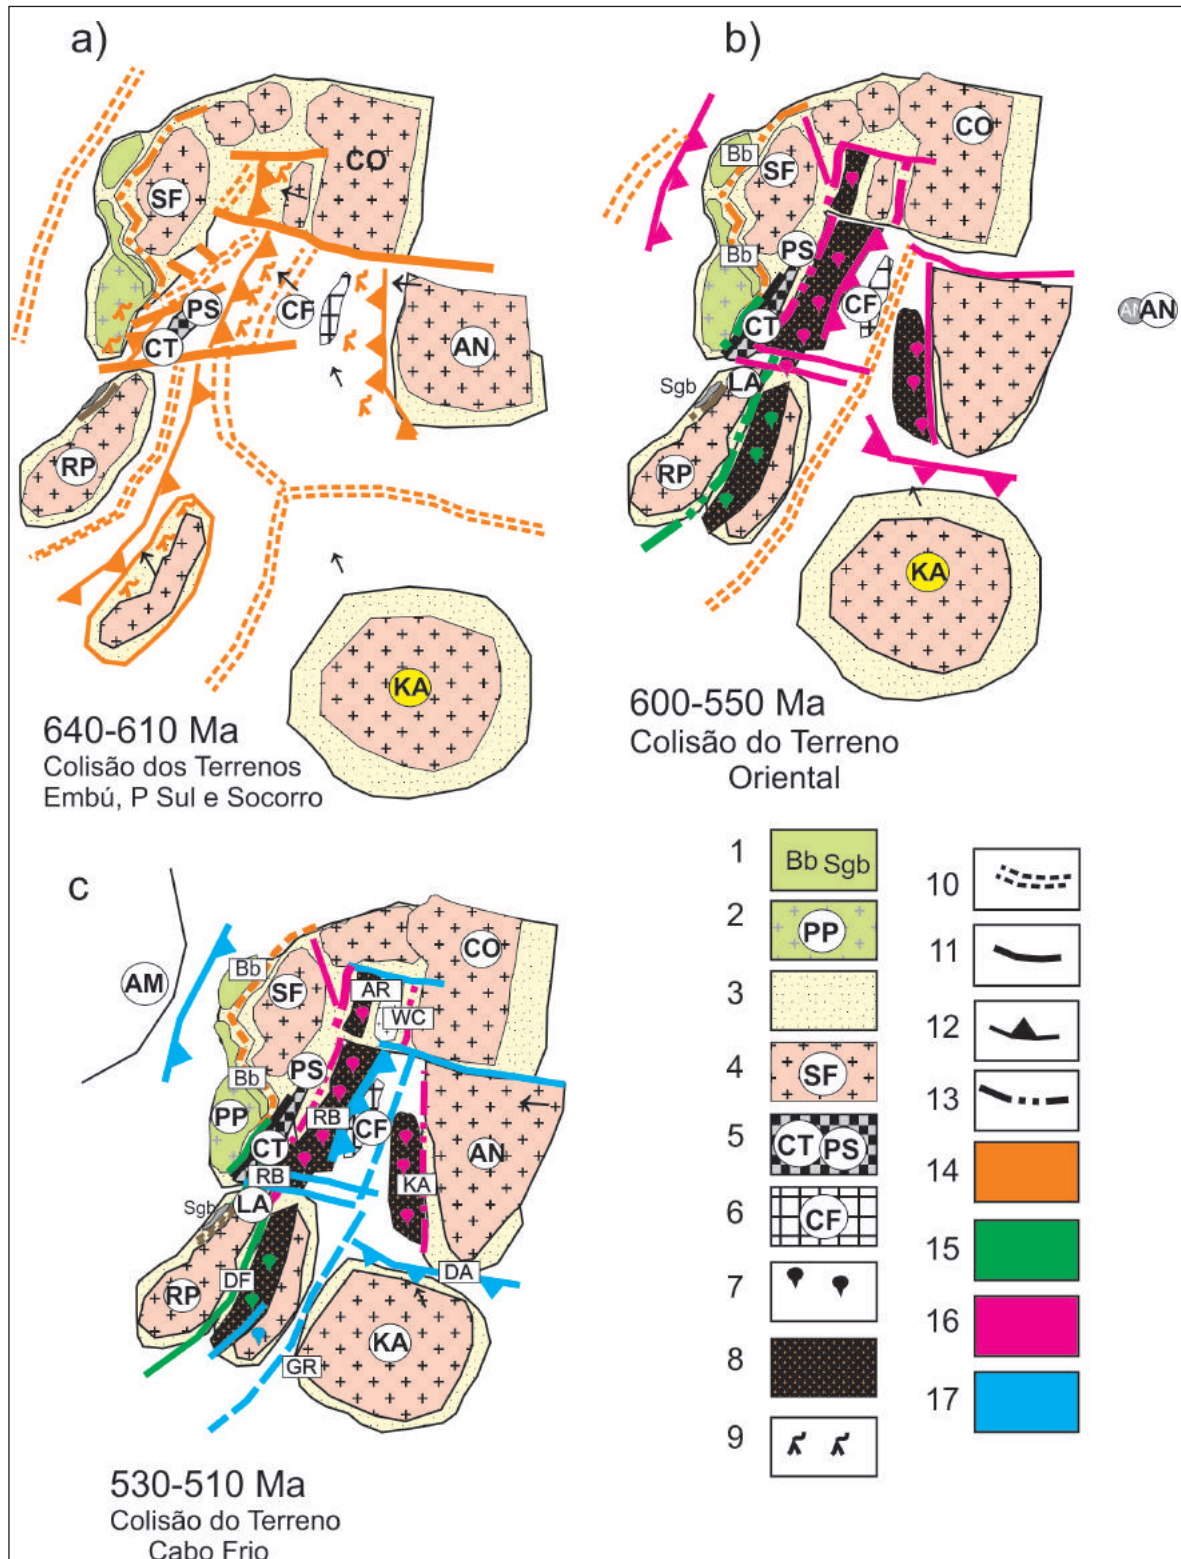 a)
SF
CO
PS
CF
CT
AN
RP
KA
640-610 Ma
Colisão dos Terrenos
Embú, P Sul e Socorro
b)
CO
Bb
SF
Bb
PS
CF
AN AN
CT
Sgb
LA
RP
KA
600-550 Ma
Colisão do Terreno
Oriental
c
AM
Bb
SF
CO
AR
WC
Bb
PS
PP
RB
CF
CT
AN
RB
KA
Sgb
LA
DF
DA
RP
KA
GR
530-510 Ma
Colisão do Terreno
Cabo Frio
1 Bb Sgb
2 PP
3
4 SF
5 CT PS
6 CF
7
8
9
10
11
12
13
14
15
16
17